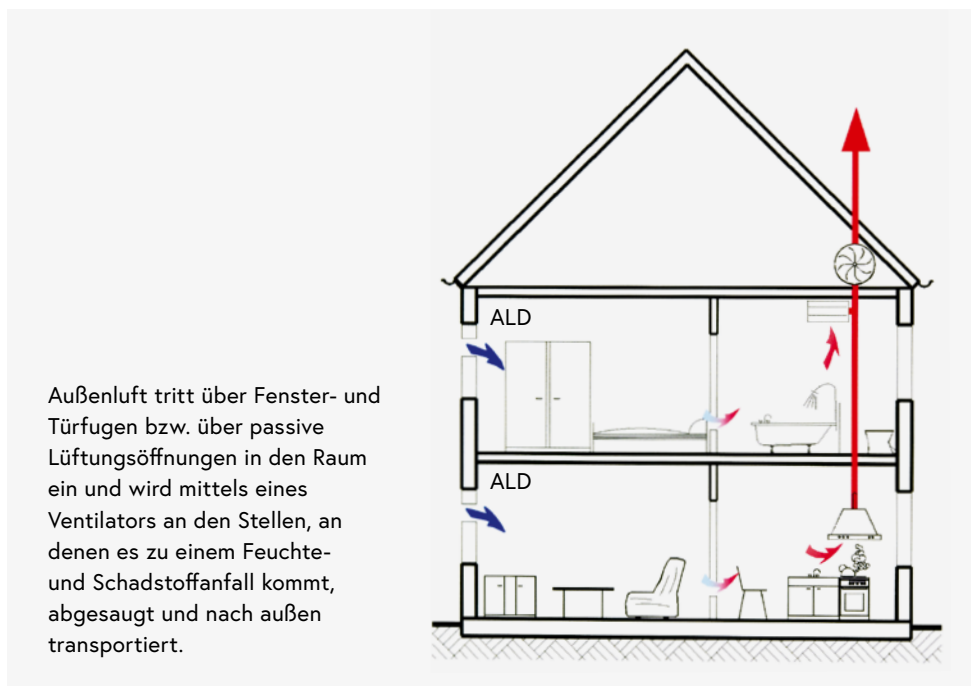 ALD
Außenluft tritt über Fenster- und
Türfugen bzw. über passive
Lüftungsöffnungen in den Raum
ein und wird mittels eines
Ventilators an den Stellen, an
denen es zu einem Feuchte-
und Schadstoffanfall kommt,
abgesaugt und nach außen
transportiert.
ALD